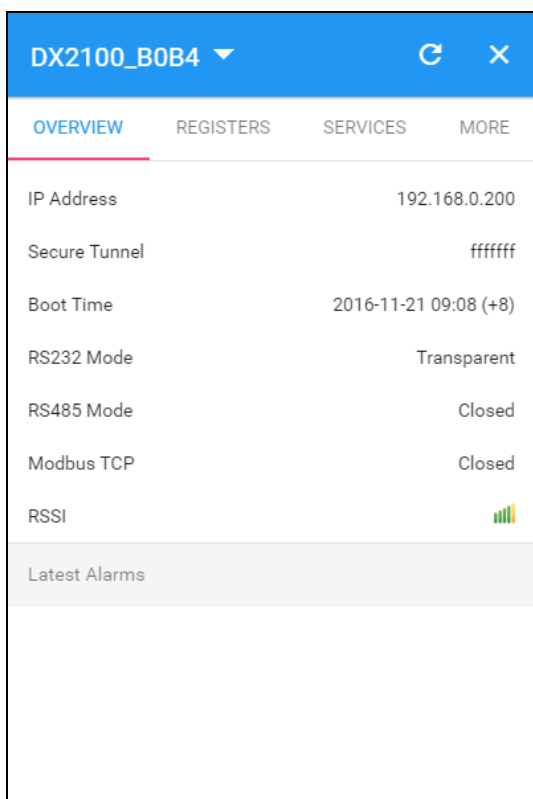 DX2100_B0B4
OVERVIEW REGISTERS SERVICES MORE
IP Address 192.168.0.200
Secure Tunnel fffffff
Boot Time 2016-11-21 09:08 (+8)
RS232 Mode Transparent
RS485 Mode Closed
Modbus TCP Closed
RSSI
Latest Alarms